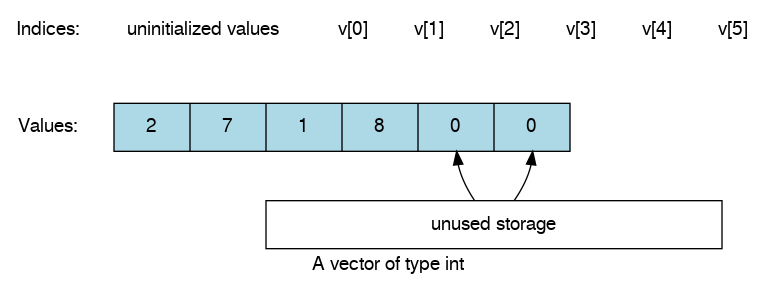 Indices: uninitialized values v[0] v[1] v[2] v[3] v[4] v[5]
Values: 2 7 1 8 0 0
unused storage
A vector of type int